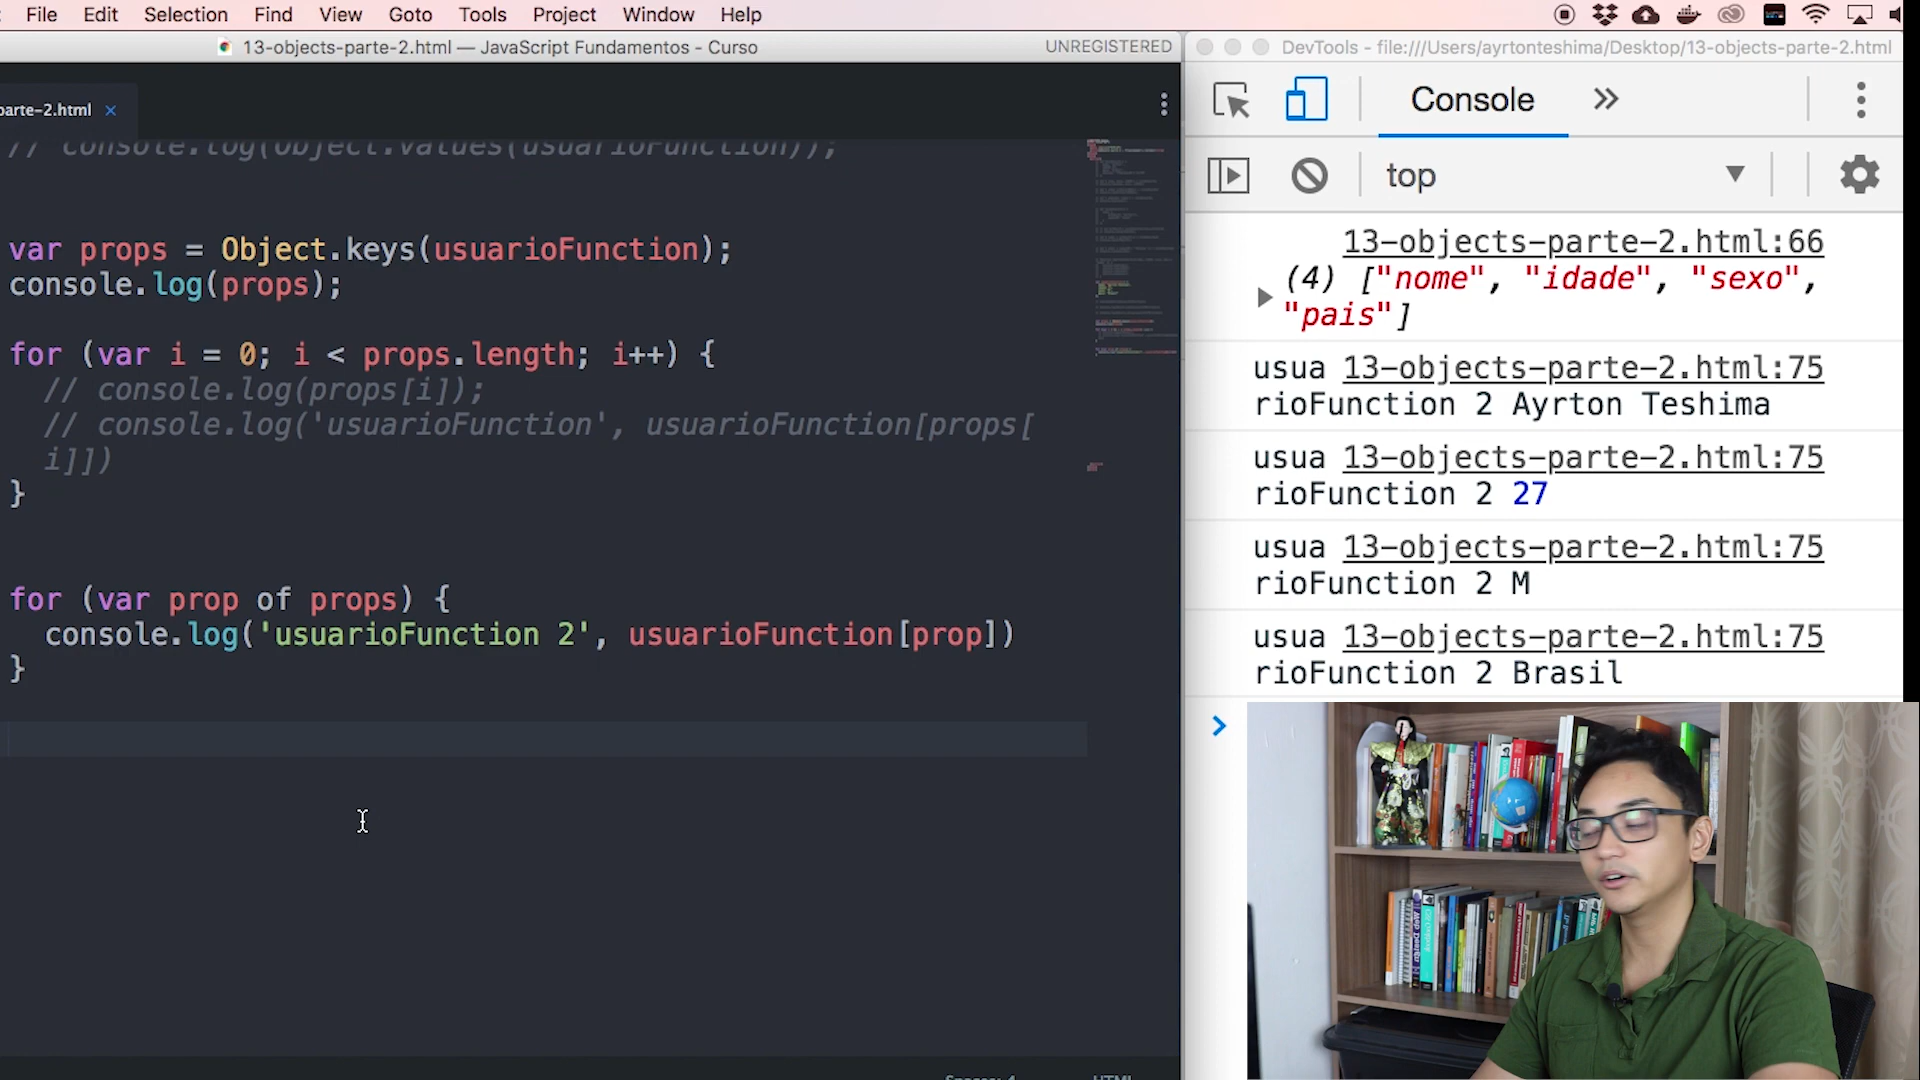 File Edit Selection Find View Goto Tools Project Window Help
13-objects-parte-2.html — JavaScript Fundamentos - Curso
UNREGISTERED
DevTools - file:///Users/ayrtonteshima/Desktop/13-objects-parte-2.html
parte-2.html ×
// console.log(Object.values(usuarioFunction));
var props = Object.keys(usuarioFunction);
console.log(props);
for (var i = 0; i < props.length; i++) {
// console.log(props[i]);
// console.log('usuarioFunction', usuarioFunction[props[
i]])
}
for (var prop of props) {
console.log('usuarioFunction 2', usuarioFunction[prop])
}
Console
top
13-objects-parte-2.html:66
(4) ["nome", "idade", "sexo",
"pais"]
usua 13-objects-parte-2.html:75
rioFunction 2 Ayrton Teshima
usua 13-objects-parte-2.html:75
rioFunction 2 27
usua 13-objects-parte-2.html:75
rioFunction 2 M
usua 13-objects-parte-2.html:75
rioFunction 2 Brasil